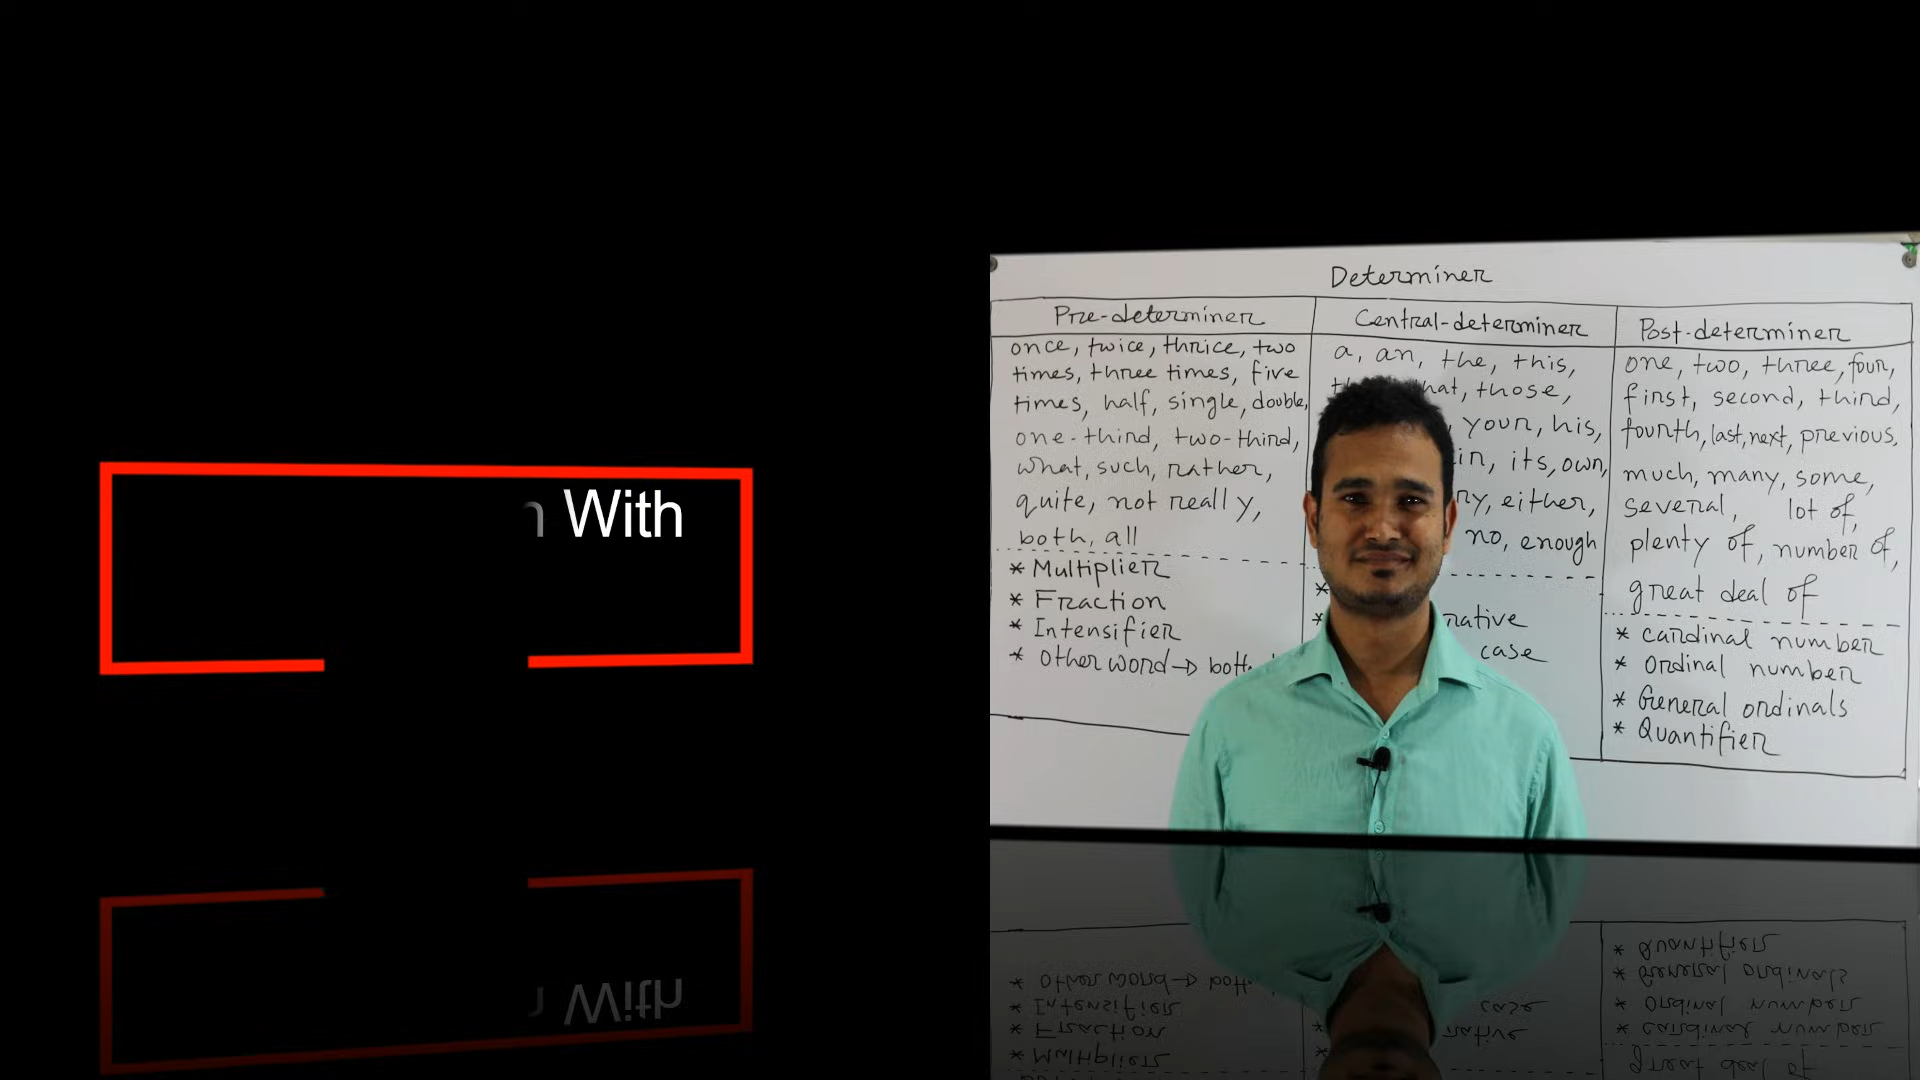 With
Determiner
Pre-determiner
once, twice, thrice, two
times, three times, five
times, half, single, double,
one-third, two-third,
what, such, rather,
quite, not really,
both, all
* Multiplier
* Fraction
* Intensifier
* Other word→ both
Central-determiner
a, an, the, this,
those,
your, his,
its, own,
either,
no, enough
*
*
case
Post-determiner
one, two, three, four,
first, second, third,
fourth, last, next, previous,
much, many, some,
several, lot of,
plenty of, number of,
great deal of
* cardinal number
* ordinal number
* General ordinals
* Quantifier